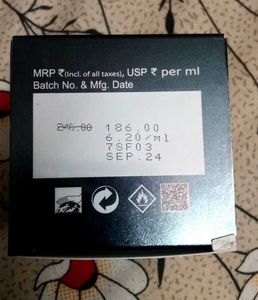 MRP ₹(Incl. of all taxes), USP ₹ per ml
Batch No. & Mfg. Date
246.00 186.00
6.20/ml
7SF03
SEP.24